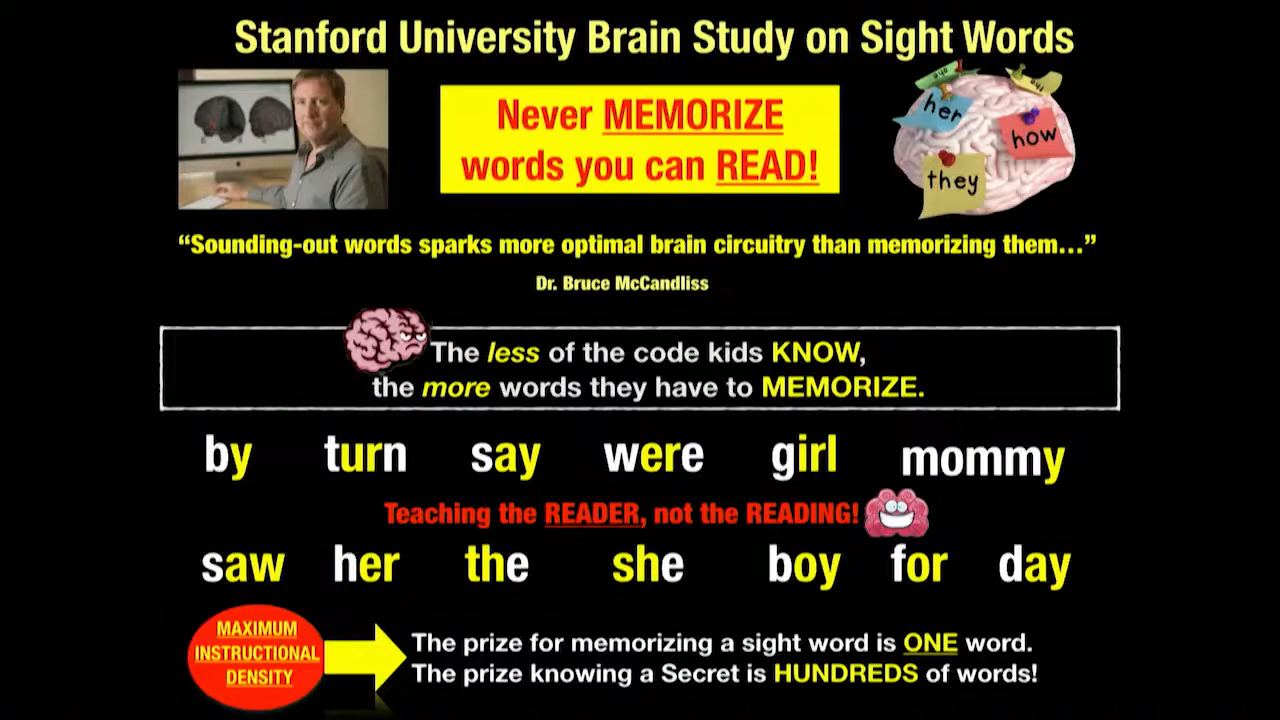 Stanford University Brain Study on Sight Words
Never MEMORIZE
words you can READ!
her
how
they
“Sounding-out words sparks more optimal brain circuitry than memorizing them…”
Dr. Bruce McCandliss
The less of the code kids KNOW,
the more words they have to MEMORIZE.
by turn say were girl mommy
Teaching the READER, not the READING!
saw her the she boy for day
MAXIMUM
INSTRUCTIONAL
DENSITY
The prize for memorizing a sight word is ONE word.
The prize knowing a Secret is HUNDREDS of words!